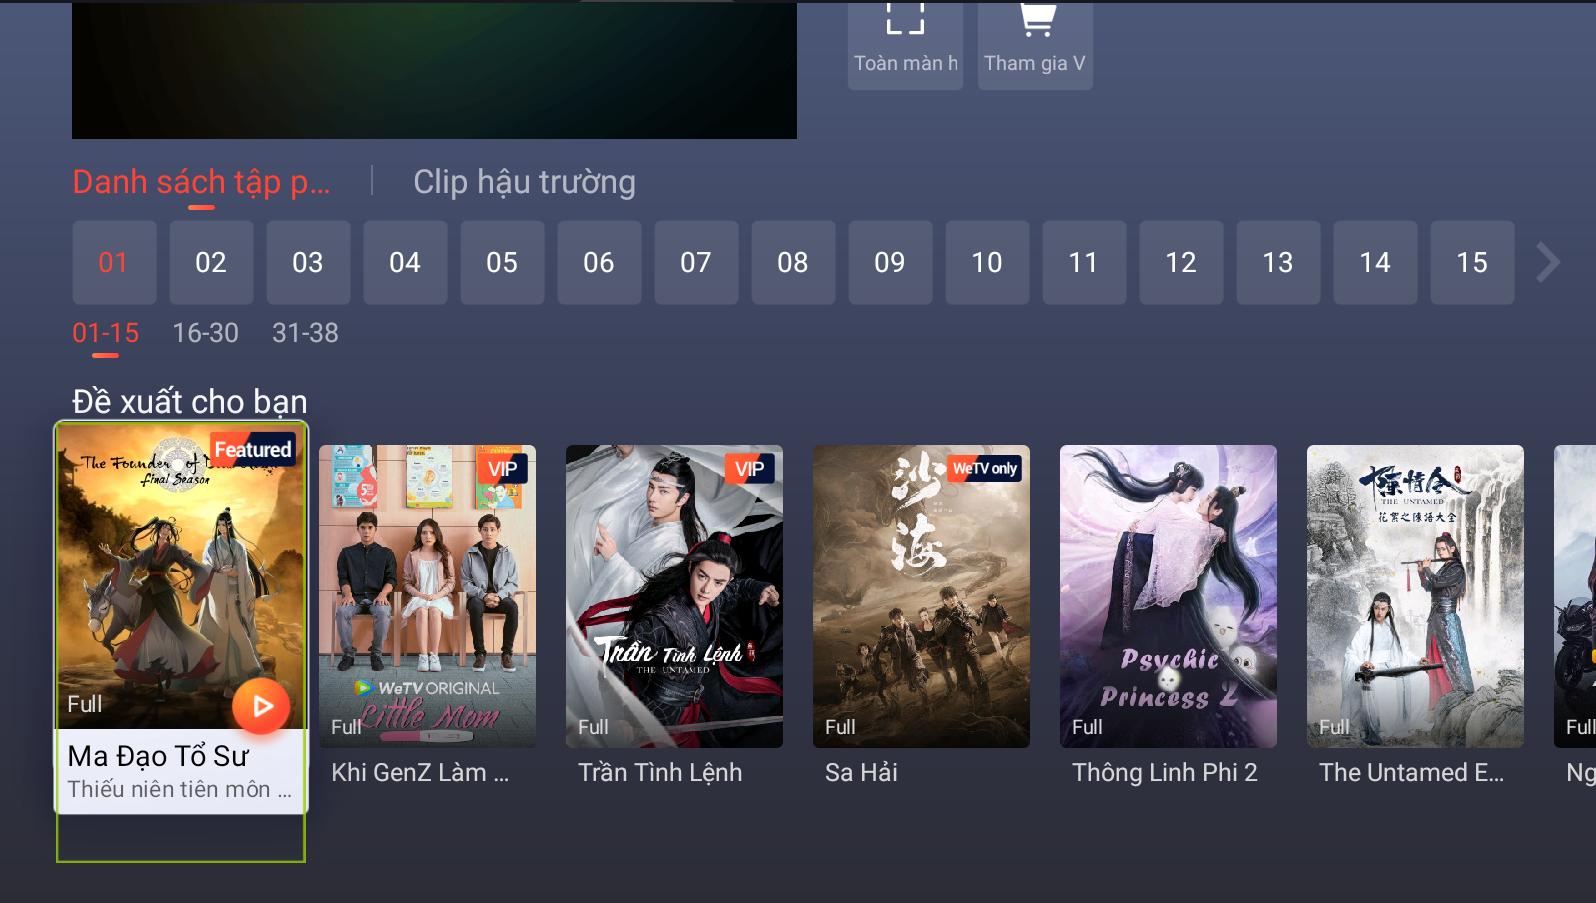 Toàn màn h
Tham gia V
Danh sách tập p...
Clip hậu trường
01 02 03 04 05 06 07 08 09 10 11 12 13 14 15
01-15 16-30 31-38
Đề xuất cho bạn
Featured
The Founder of
Final Season
Full
Ma Đạo Tổ Sư
Thiếu niên tiên môn ...
VIP
WeTV ORIGINAL
Little Mom
Full
Khi GenZ Làm ...
VIP
Trần Tình Lệnh
THE UNTAMED
Full
Trần Tình Lệnh
WeTV only
沙海
Full
Sa Hải
Psychic
Princess 2
Full
Thông Linh Phi 2
陈情令
THE UNTAMED
Full
The Untamed E...
Full
Ng